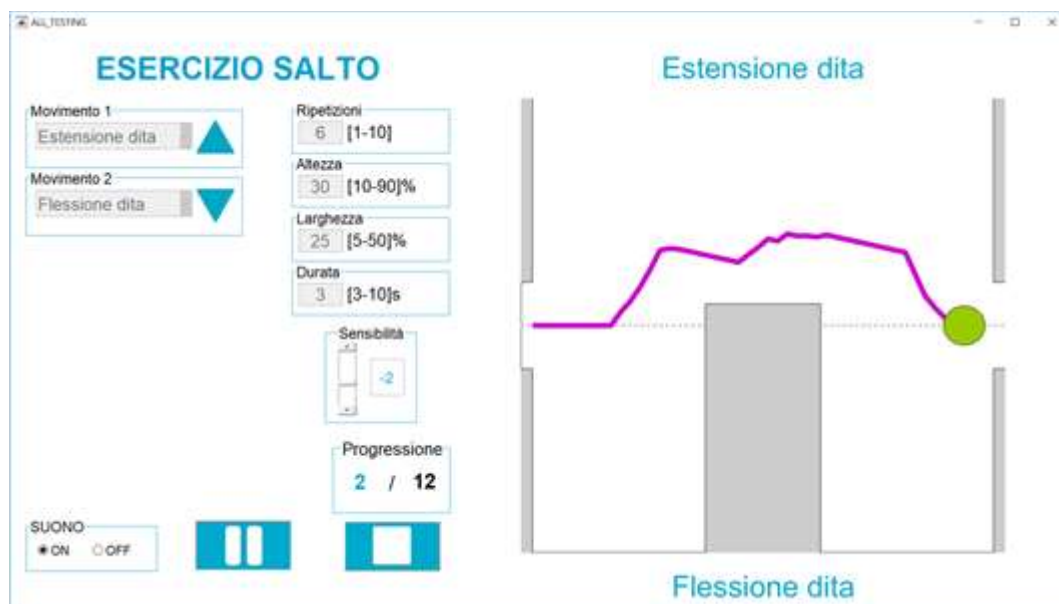 ALL_TESTING
ESERCIZIO SALTO
Movimento 1
Estensione dita
Movimento 2
Flessione dita
Ripetizioni
6 [1-10]
Altezza
30 [10-90]%
Larghezza
25 [5-50]%
Durata
3 [3-10]s
Sensibilità
-2
Progressione
2 / 12
SUONO
ON OFF
Estensione dita
Flessione dita